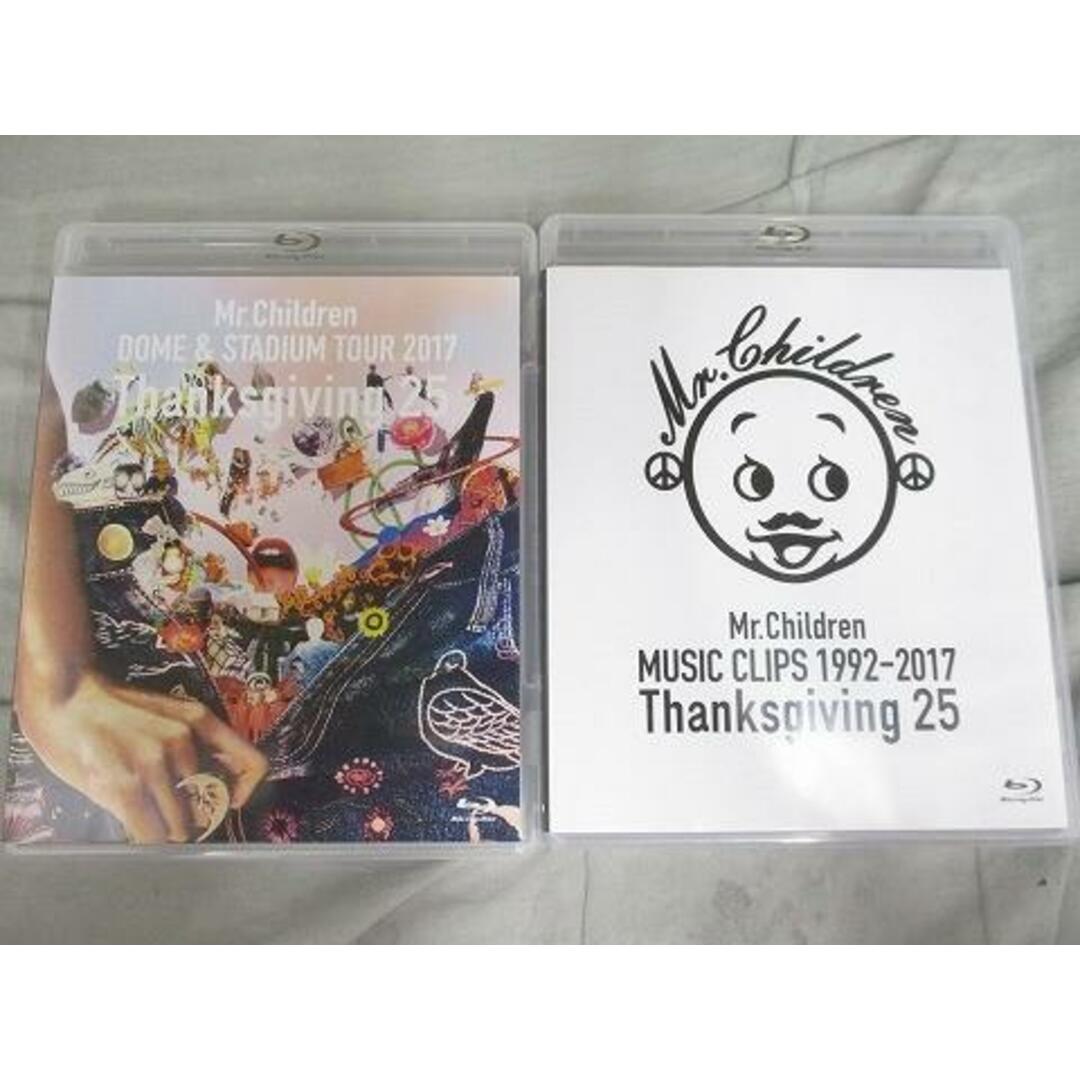 Mr.Children
DOME & STADIUM TOUR 2017
Thanksgiving 25
Mr.Children
Mr.Children
MUSIC CLIPS 1992-2017
Thanksgiving 25